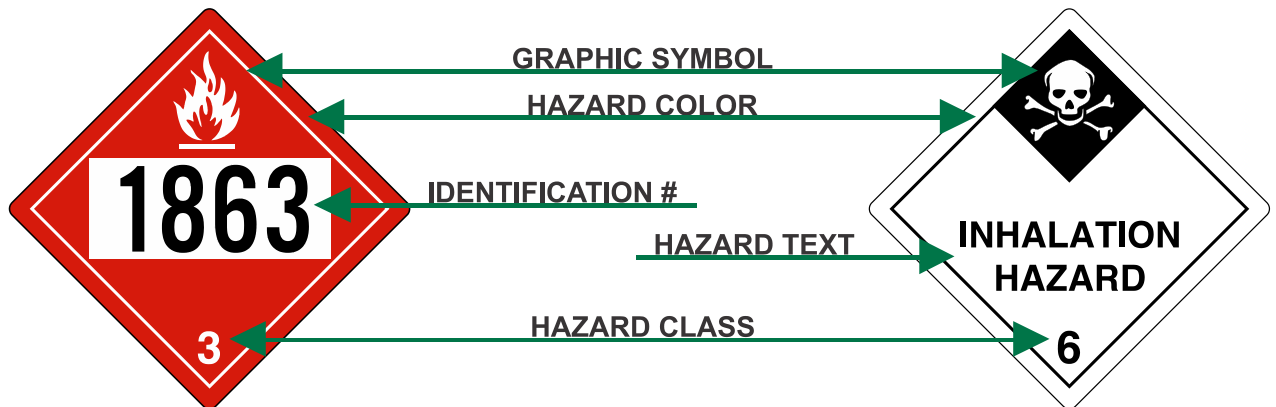 GRAPHIC SYMBOL
HAZARD COLOR
1863
IDENTIFICATION #
HAZARD TEXT
INHALATION
HAZARD
HAZARD CLASS
3
6